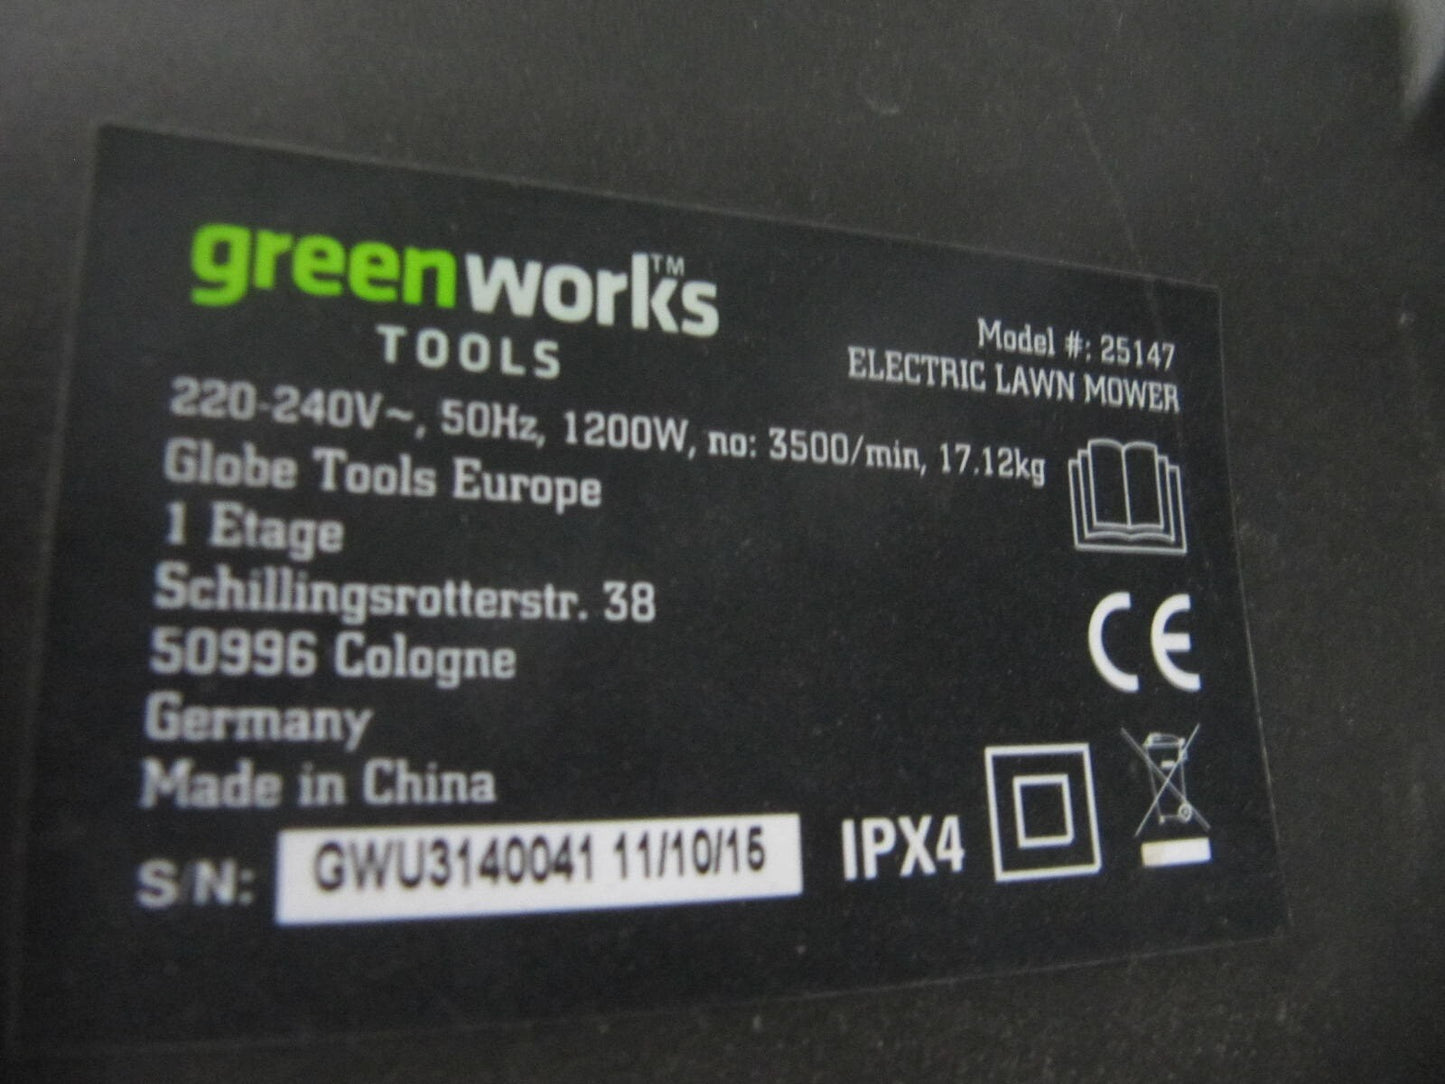 greenworks™
TOOLS
Model #: 25147
ELECTRIC LAWN MOWER
220-240V~, 50Hz, 1200W, no: 3500/min, 17.12kg
Globe Tools Europe
1 Etage
Schillingsrotterstr. 38
50996 Cologne
Germany
Made in China
S/N: GWU3140041 11/10/15
IPX4
CE